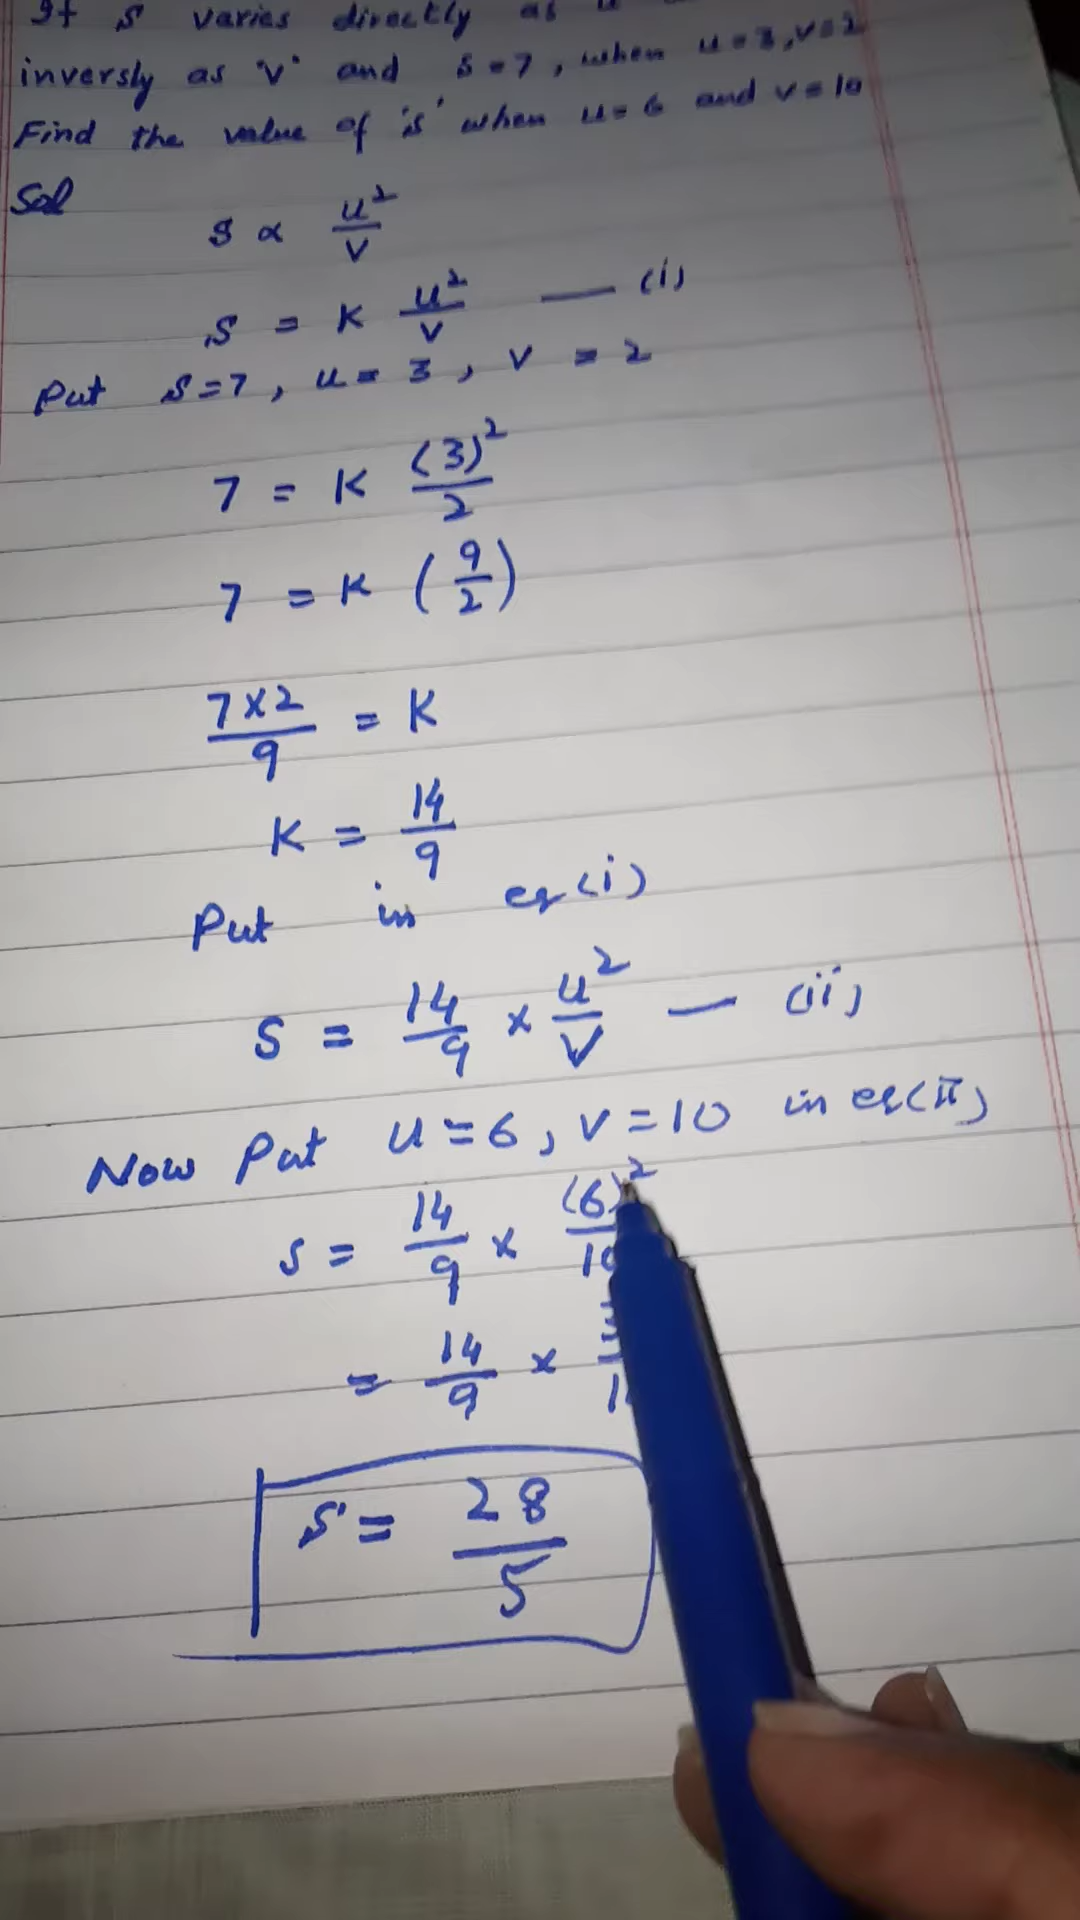 If s varies directly as u
inversly as 'v' and s=7, when u=3, v=2
Find the value of 's' when u=6 and v=10
Sol
s ∝ u²/v
s = K u²/v — (i)
Put s=7, u=3, v=2
7 = K (3)²/2
7 = K (9/2)
7×2/9 = K
K = 14/9
Put in eq(i)
S = 14/9 × u²/V — (ii)
Now Put u=6, v=10 in eq(ii)
s = 14/9 × (6)²/10
= 14/9 ×
s = 28/5